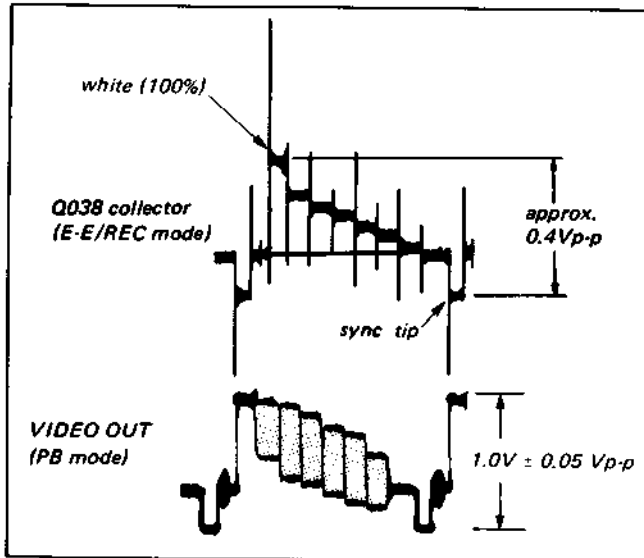 white (100%)
Q038 collector
(E-E/REC mode)
approx.
0.4Vp-p
sync tip
VIDEO OUT
(PB mode)
1.0V ± 0.05 Vp-p